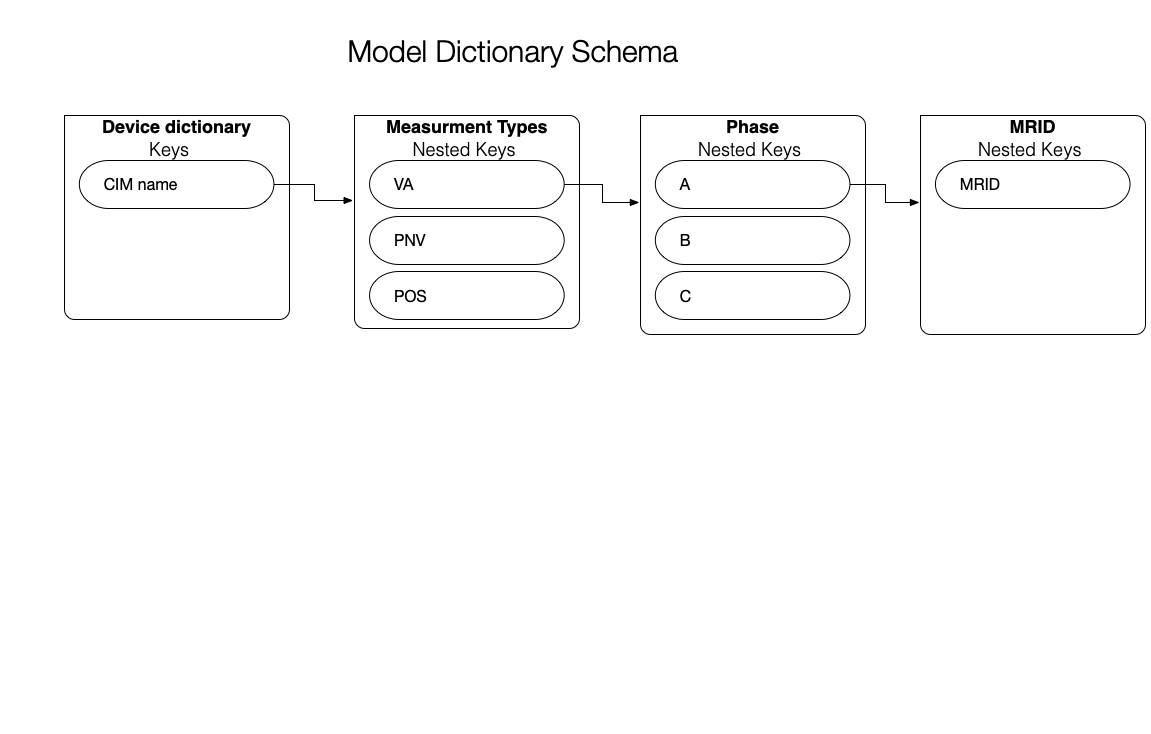 Model Dictionary Schema
Device dictionary
Keys
CIM name
Measurment Types
Nested Keys
VA
PNV
POS
Phase
Nested Keys
A
B
C
MRID
Nested Keys
MRID